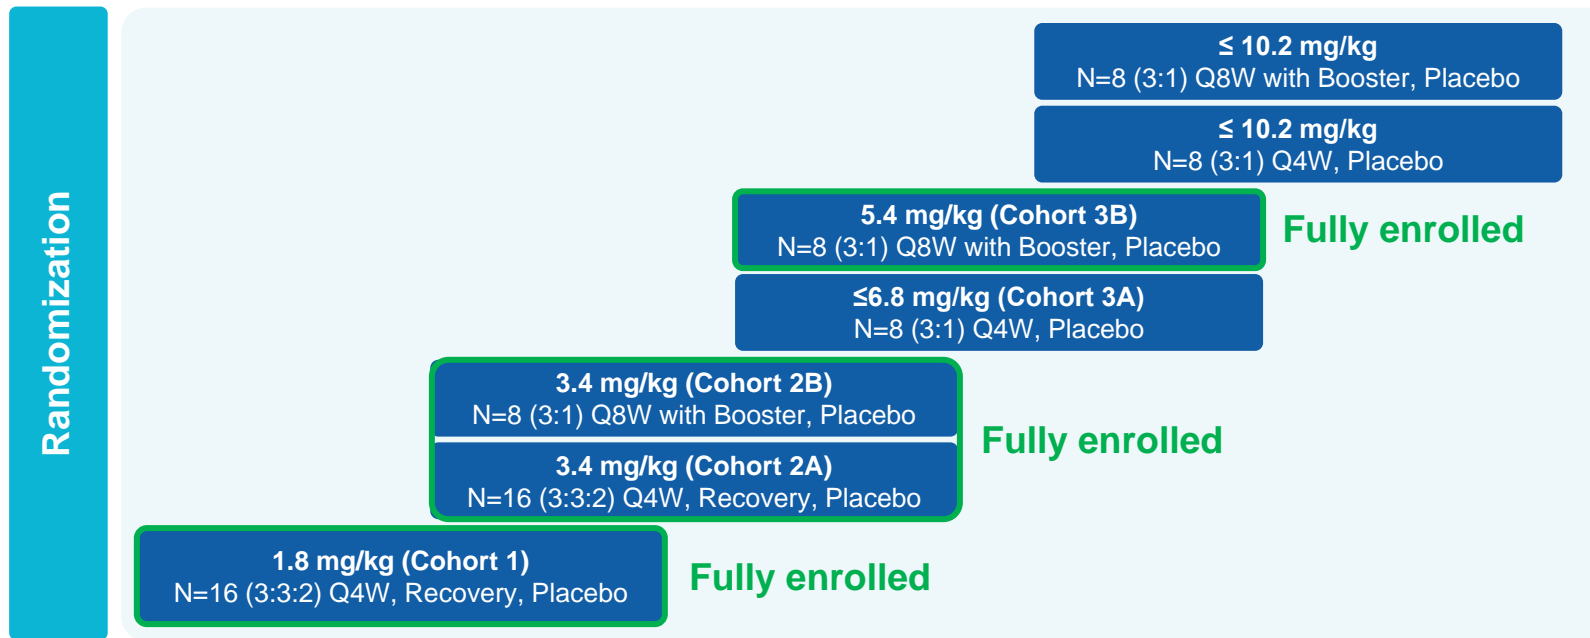 Randomization
≤ 10.2 mg/kg
N=8 (3:1) Q8W with Booster, Placebo
≤ 10.2 mg/kg
N=8 (3:1) Q4W, Placebo
5.4 mg/kg (Cohort 3B)
N=8 (3:1) Q8W with Booster, Placebo
Fully enrolled
≤6.8 mg/kg (Cohort 3A)
N=8 (3:1) Q4W, Placebo
3.4 mg/kg (Cohort 2B)
N=8 (3:1) Q8W with Booster, Placebo
3.4 mg/kg (Cohort 2A)
N=16 (3:3:2) Q4W, Recovery, Placebo
Fully enrolled
1.8 mg/kg (Cohort 1)
N=16 (3:3:2) Q4W, Recovery, Placebo
Fully enrolled